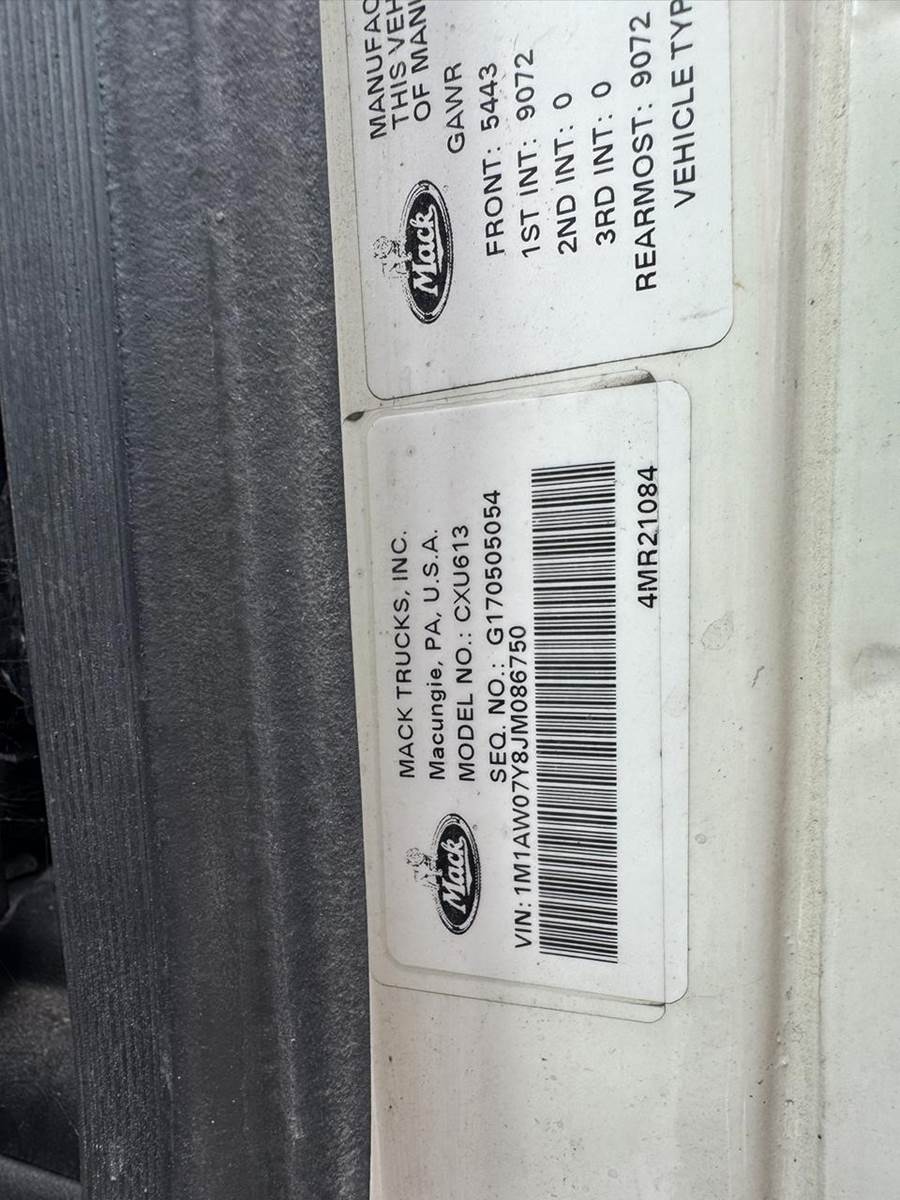 Mack
MACK TRUCKS, INC.
Macungie, PA, U.S.A.
MODEL NO.: CXU613
SEQ. NO.: G170505054
VIN: 1M1AW07Y8JM086750
4MR21084
Mack
MANUFAC
THIS VEH
OF MANU
GAWR
FRONT: 5443
1ST INT: 9072
2ND INT: 0
3RD INT: 0
REARMOST: 9072
VEHICLE TYP